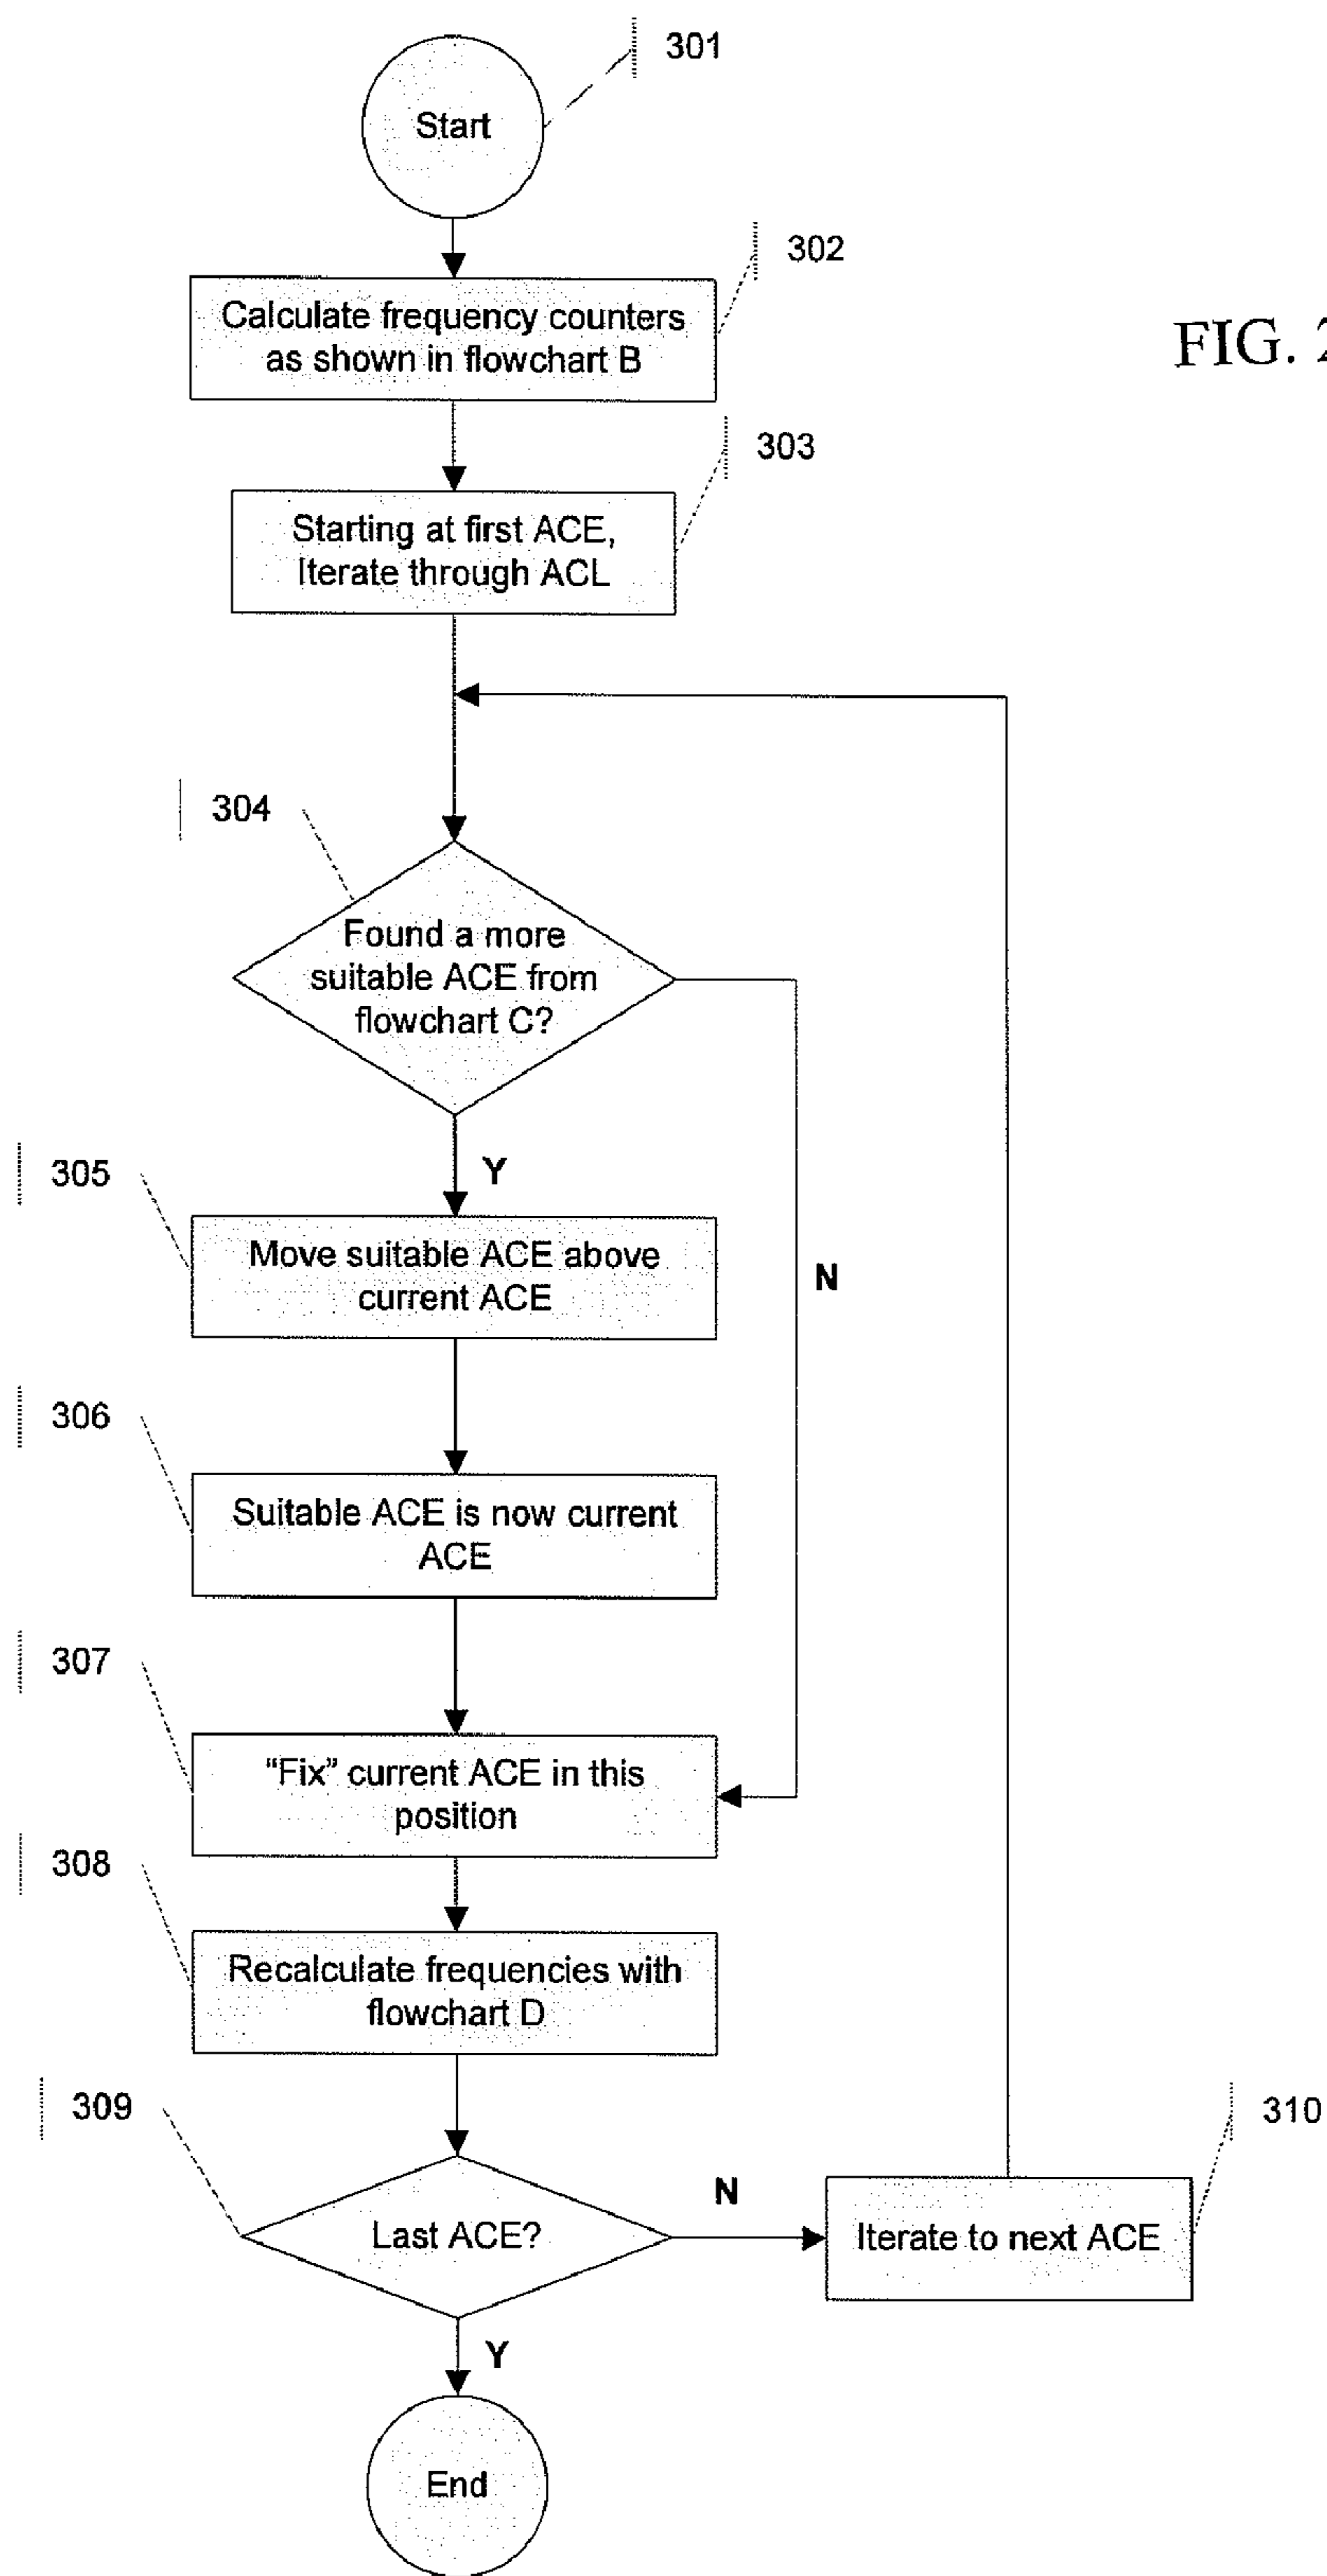 301
Start
302
Calculate frequency counters
as shown in flowchart B
FIG. 2
303
Starting at first ACE,
Iterate through ACL
304
Found a more
suitable ACE from
flowchart C?
305
Y
Move suitable ACE above
current ACE
N
306
Suitable ACE is now current
ACE
307
"Fix" current ACE in this
position
308
Recalculate frequencies with
flowchart D
309
310
Last ACE?
N
Iterate to next ACE
Y
End